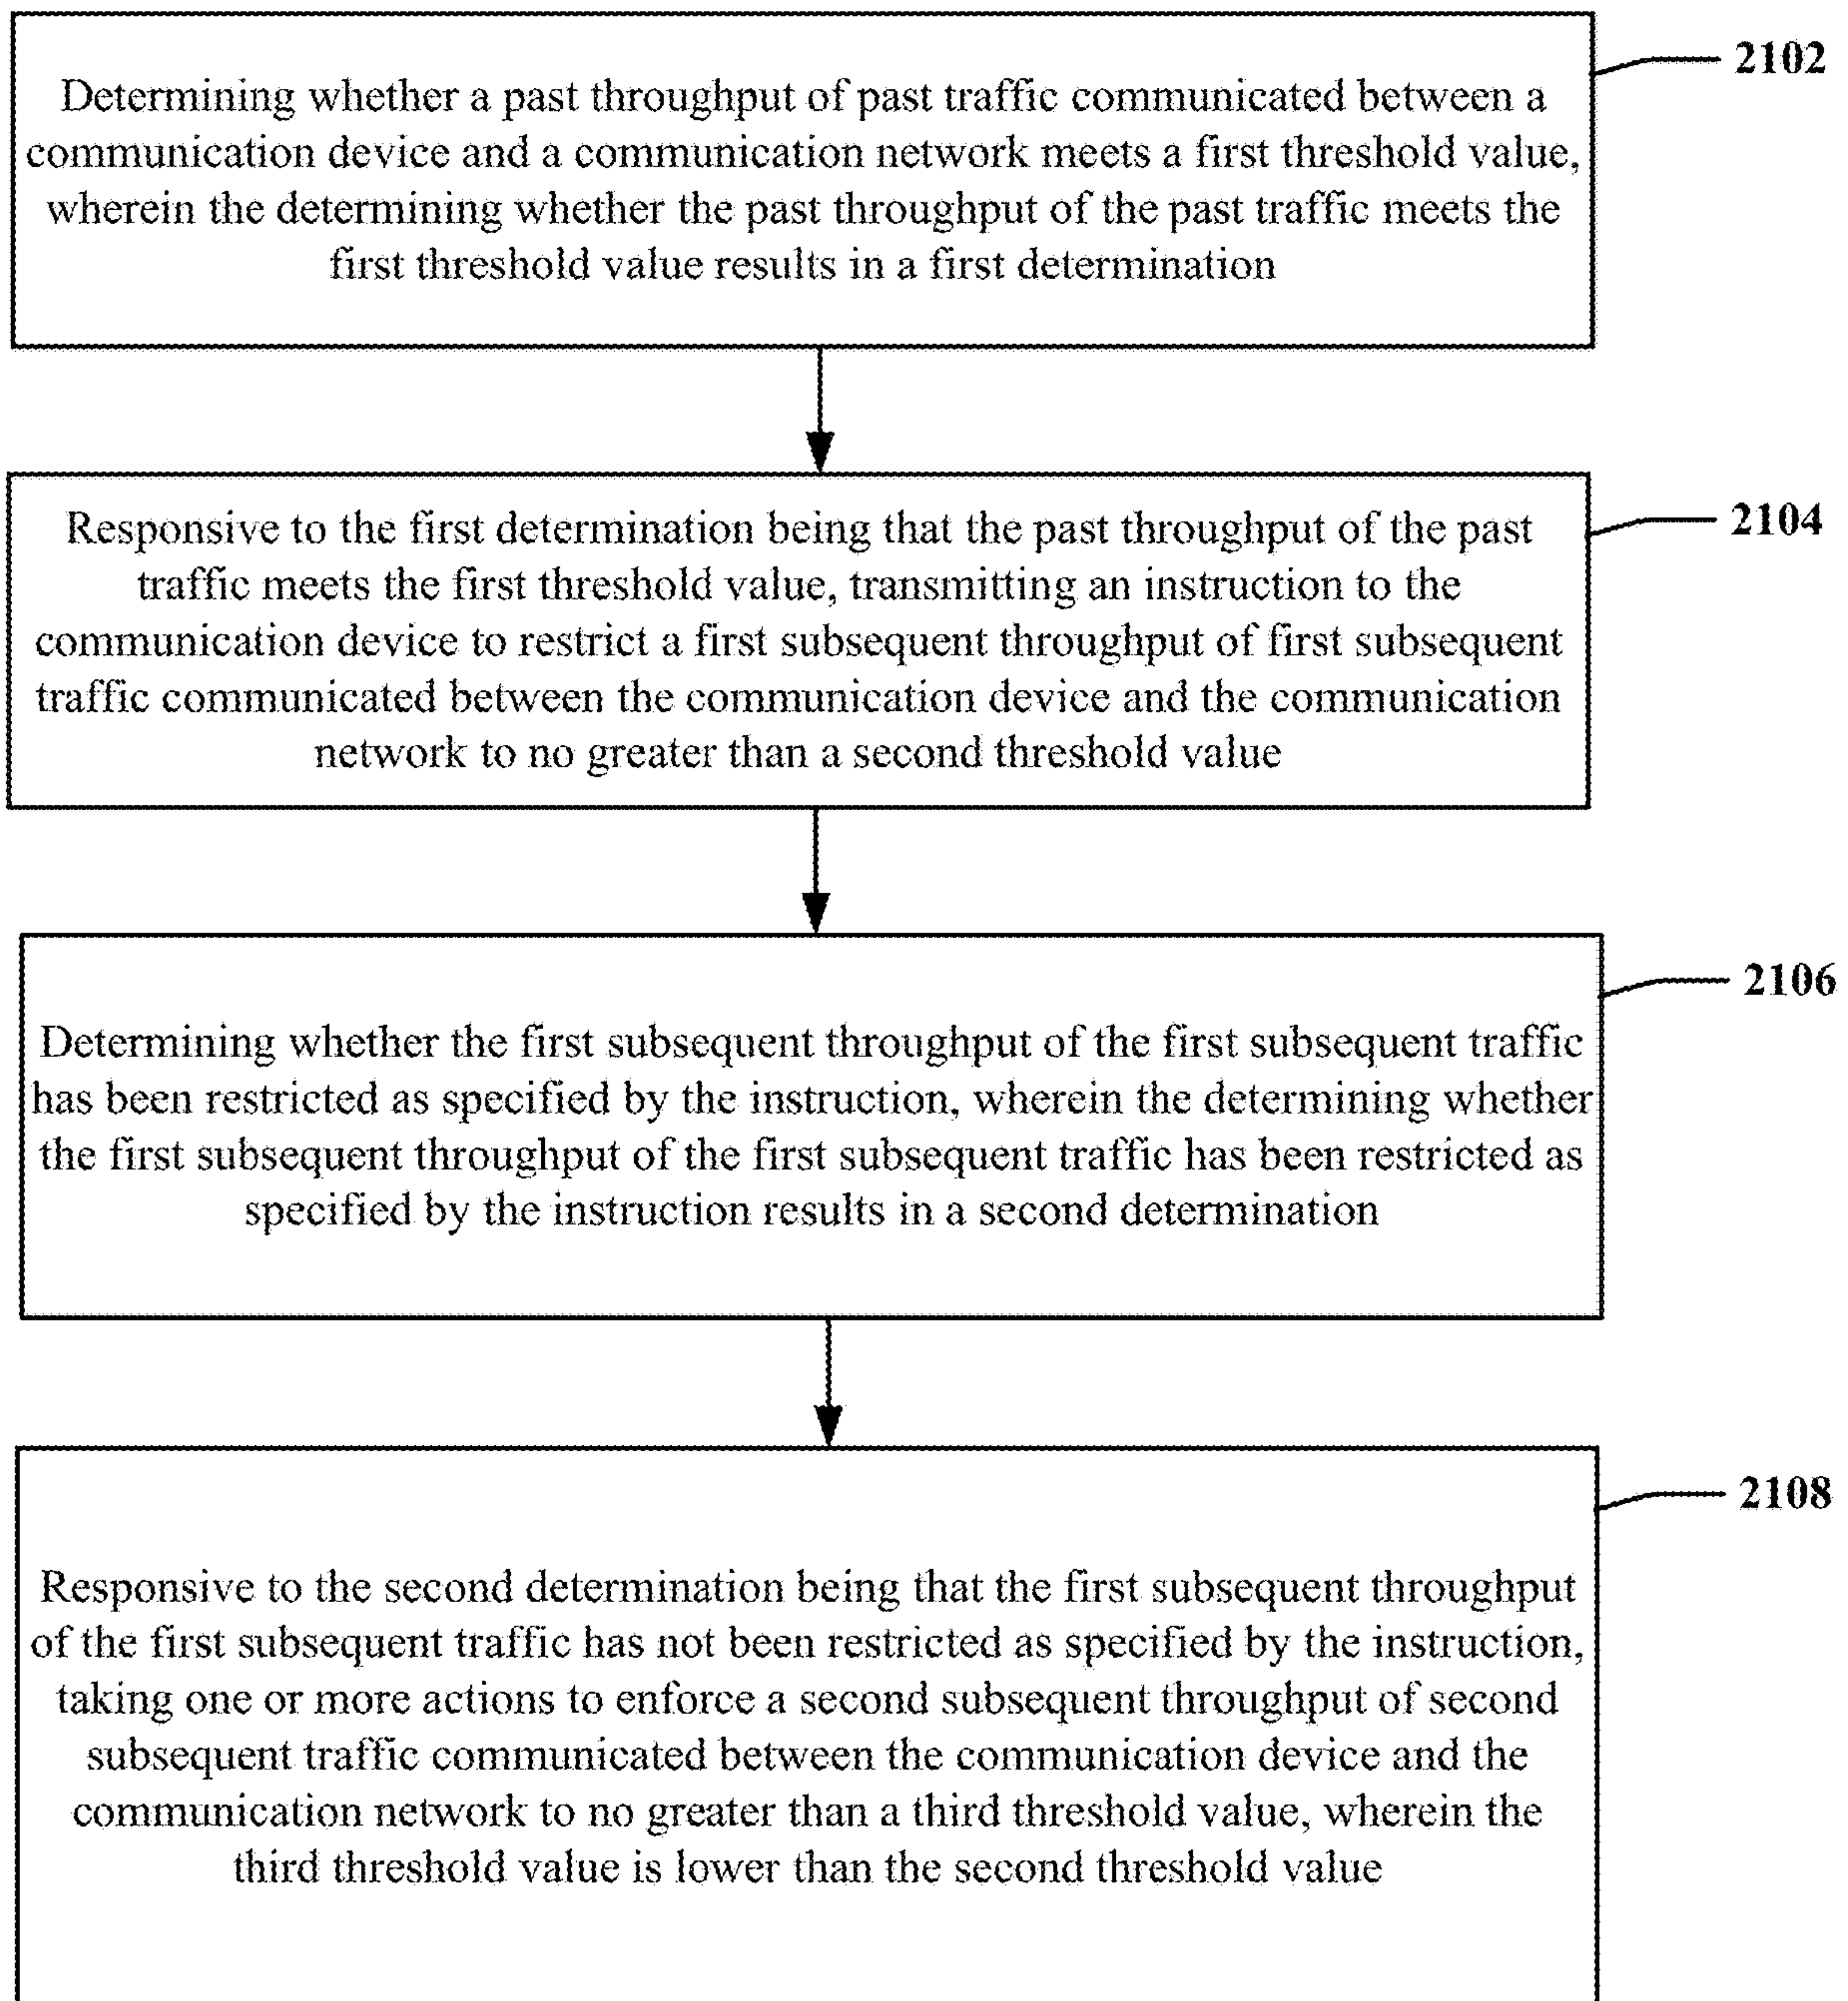 Determining whether a past throughput of past traffic communicated between a
communication device and a communication network meets a first threshold value,
wherein the determining whether the past throughput of the past traffic meets the
first threshold value results in a first determination
2102
Responsive to the first determination being that the past throughput of the past
traffic meets the first threshold value, transmitting an instruction to the
communication device to restrict a first subsequent throughput of first subsequent
traffic communicated between the communication device and the communication
network to no greater than a second threshold value
2104
Determining whether the first subsequent throughput of the first subsequent traffic
has been restricted as specified by the instruction, wherein the determining whether
the first subsequent throughput of the first subsequent traffic has been restricted as
specified by the instruction results in a second determination
2106
Responsive to the second determination being that the first subsequent throughput
of the first subsequent traffic has not been restricted as specified by the instruction,
taking one or more actions to enforce a second subsequent throughput of second
subsequent traffic communicated between the communication device and the
communication network to no greater than a third threshold value, wherein the
third threshold value is lower than the second threshold value
2108